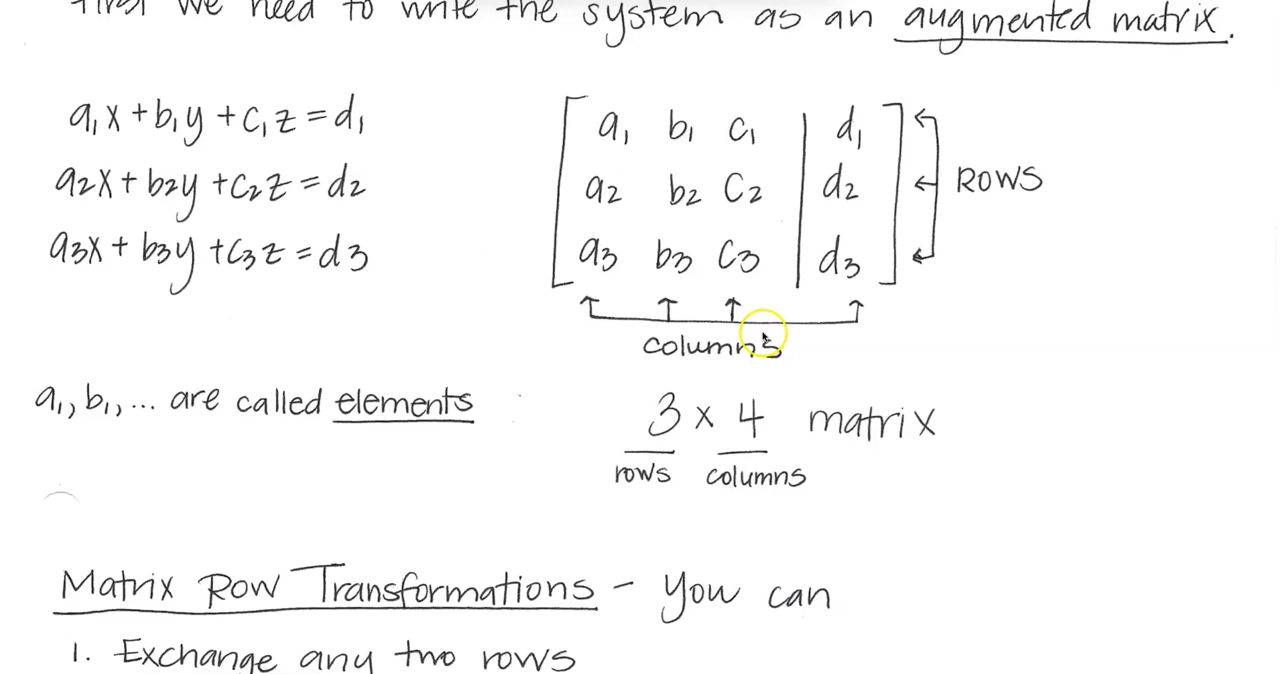 First we need to write the system as an augmented matrix.
a₁x + b₁y + c₁z = d₁
a₂x + b₂y + c₂z = d₂
a₃x + b₃y + c₃z = d₃
a₁ b₁ c₁ | d₁
a₂ b₂ c₂ | d₂
a₃ b₃ c₃ | d₃
ROWS
columns
a₁, b₁, ... are called elements
3 x 4 matrix
rows columns
Matrix Row Transformations - You can
1. Exchange any two rows